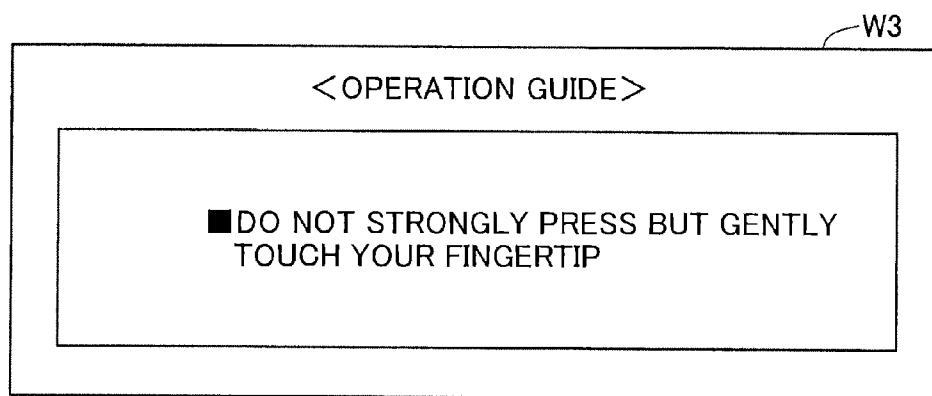 W3
<OPERATION GUIDE>
■DO NOT STRONGLY PRESS BUT GENTLY
TOUCH YOUR FINGERTIP